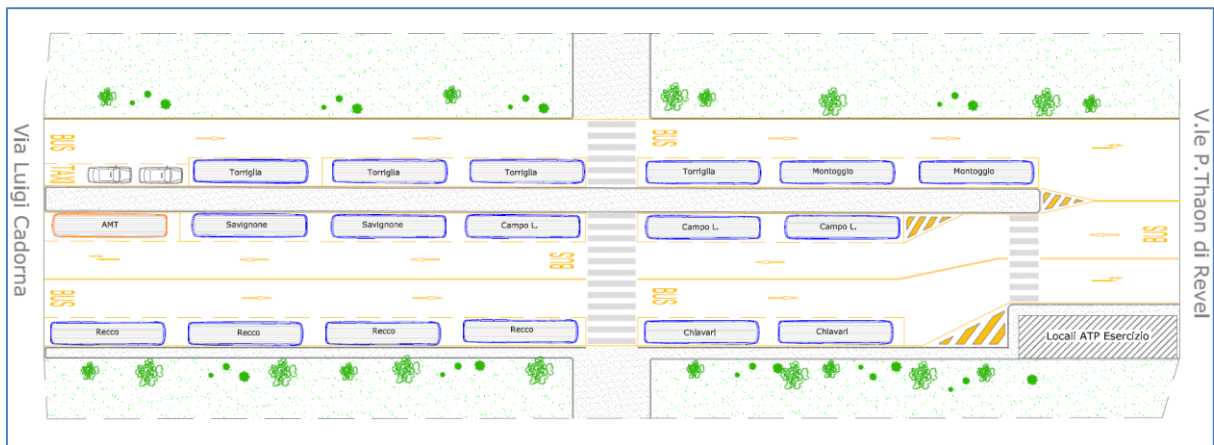 Via Luigi Cadorna
V.le P.Thaon di Revel
BUS
BUS
TAXI
Torriglia
Torriglia
Torriglia
Torriglia
Montoggio
Montoggio
AMT
Savignone
Savignone
Campo L.
Campo L.
Campo L.
BUS
BUS
BUS
BUS
Recco
Recco
Recco
Recco
Chiavari
Chiavari
Locali ATP Esercizio